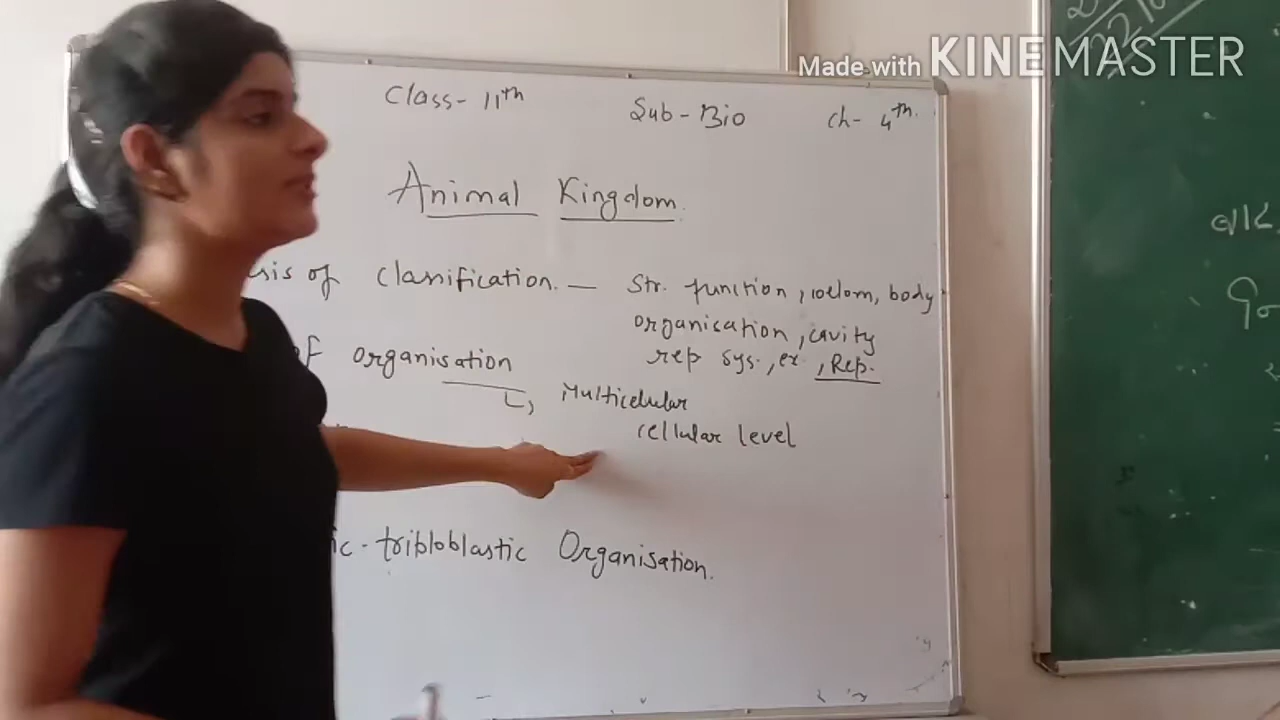 Made with KINEMASTER
Class- 11th Sub - Bio Ch- 4th.
Animal Kingdom.
sis of classification. — Str. function, coelom, body
organisation, cavity
rep sys., ex , Rep.
of organisation
Multicellular
cellular level
ic - tribloblastic Organisation.